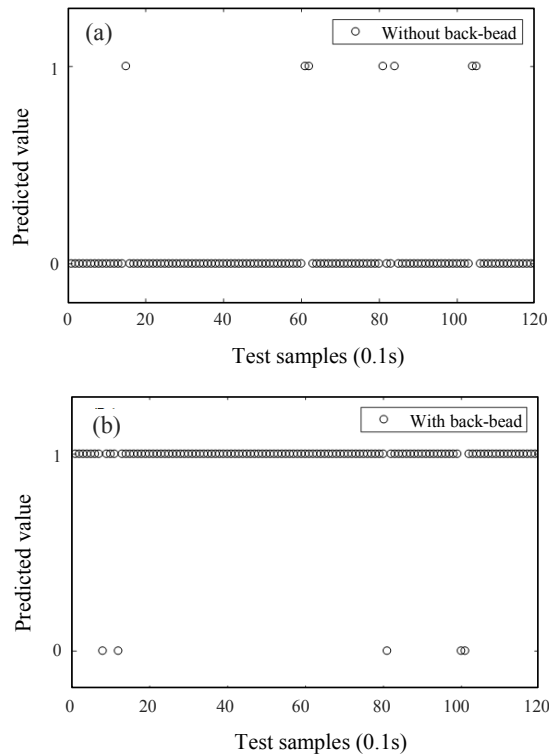 (a)
Without back-bead
1
Predicted value
0
0 20 40 60 80 100 120
Test samples (0.1s)
(b)
With back-bead
1
Predicted value
0
0 20 40 60 80 100 120
Test samples (0.1s)